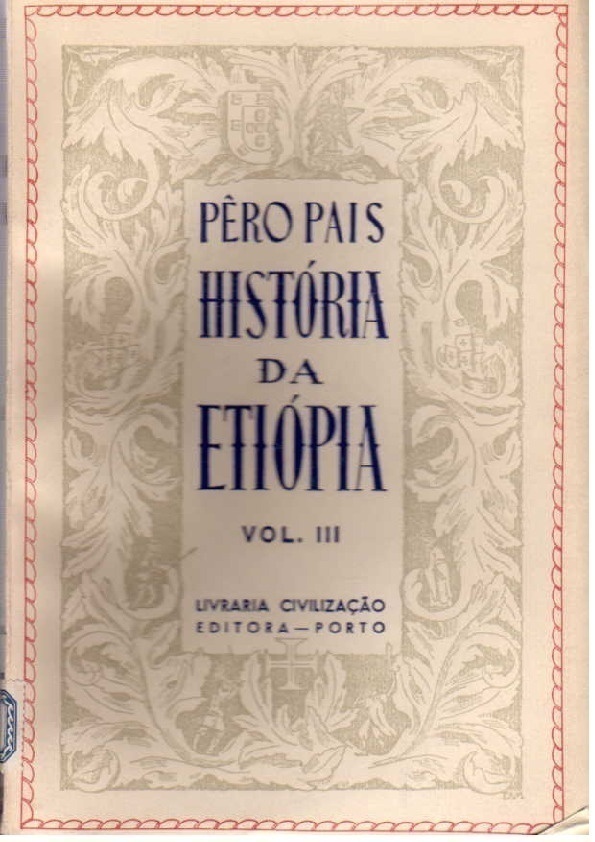 PÊRO PAIS
HISTÓRIA
DA
ETIÓPIA
VOL. III
LIVRARIA CIVILIZAÇÃO
EDITORA — PORTO